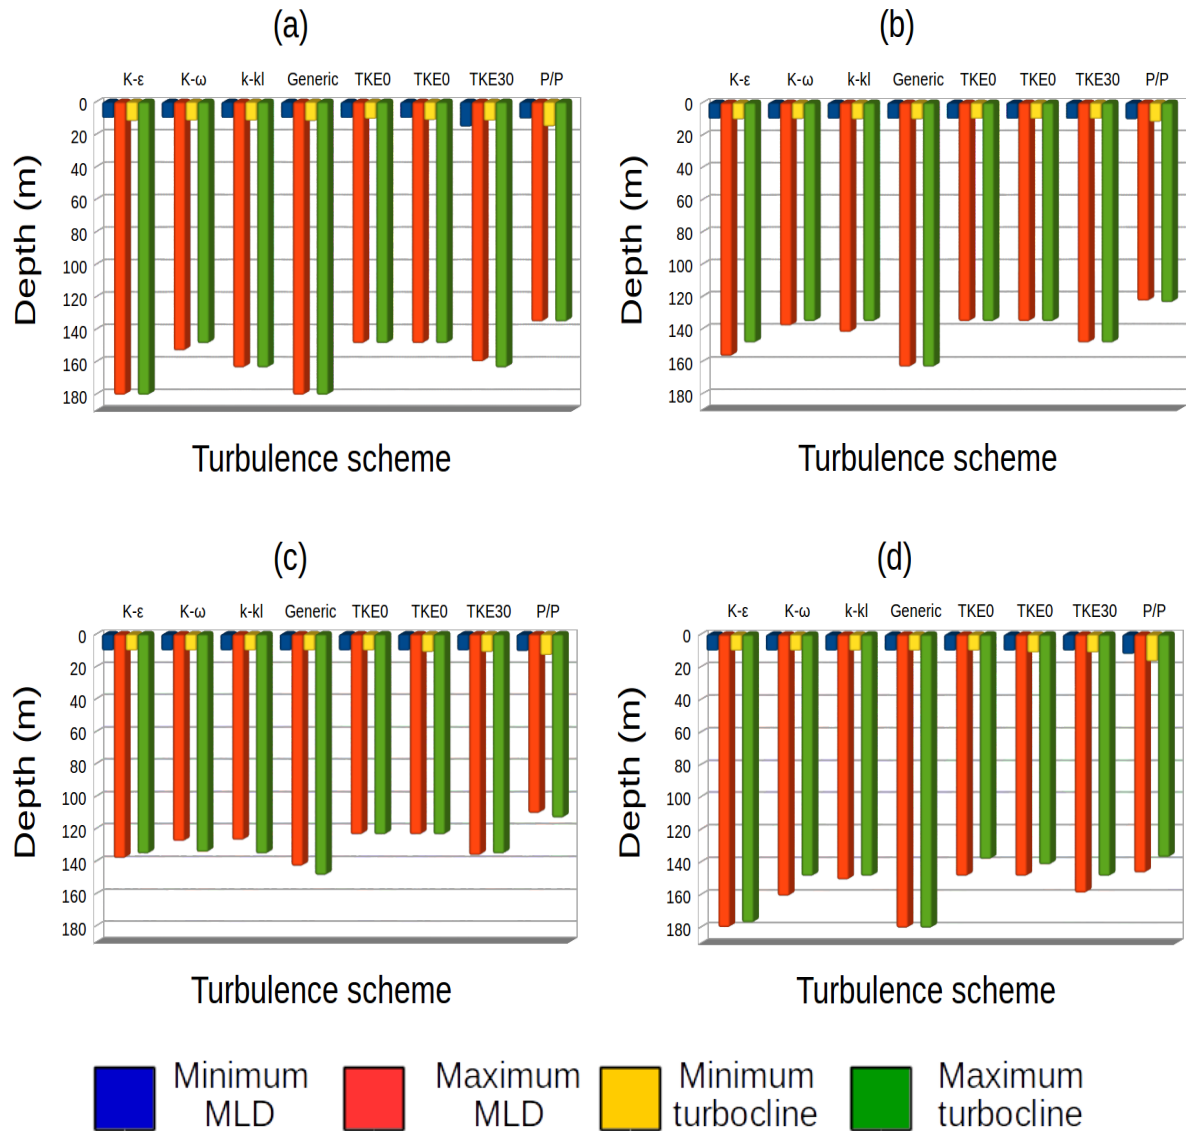 (a)
K-ε K-ω k-kl Generic TKE0 TKE0 TKE30 P/P
0
20
40
60
80
100
120
140
160
180
Depth (m)
Turbulence scheme
(b)
K-ε K-ω k-kl Generic TKE0 TKE0 TKE30 P/P
0
20
40
60
80
100
120
140
160
180
Depth (m)
Turbulence scheme
(c)
K-ε K-ω k-kl Generic TKE0 TKE0 TKE30 P/P
0
20
40
60
80
100
120
140
160
180
Depth (m)
Turbulence scheme
(d)
K-ε K-ω k-kl Generic TKE0 TKE0 TKE30 P/P
0
20
40
60
80
100
120
140
160
180
Depth (m)
Turbulence scheme
Minimum
MLD
Maximum
MLD
Minimum
turbocline
Maximum
turbocline